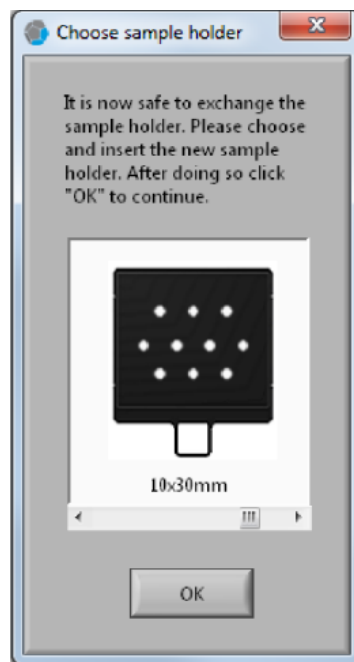 Choose sample holder
It is now safe to exchange the
sample holder. Please choose
and insert the new sample
holder. After doing so click
"OK" to continue.
10x30mm
OK